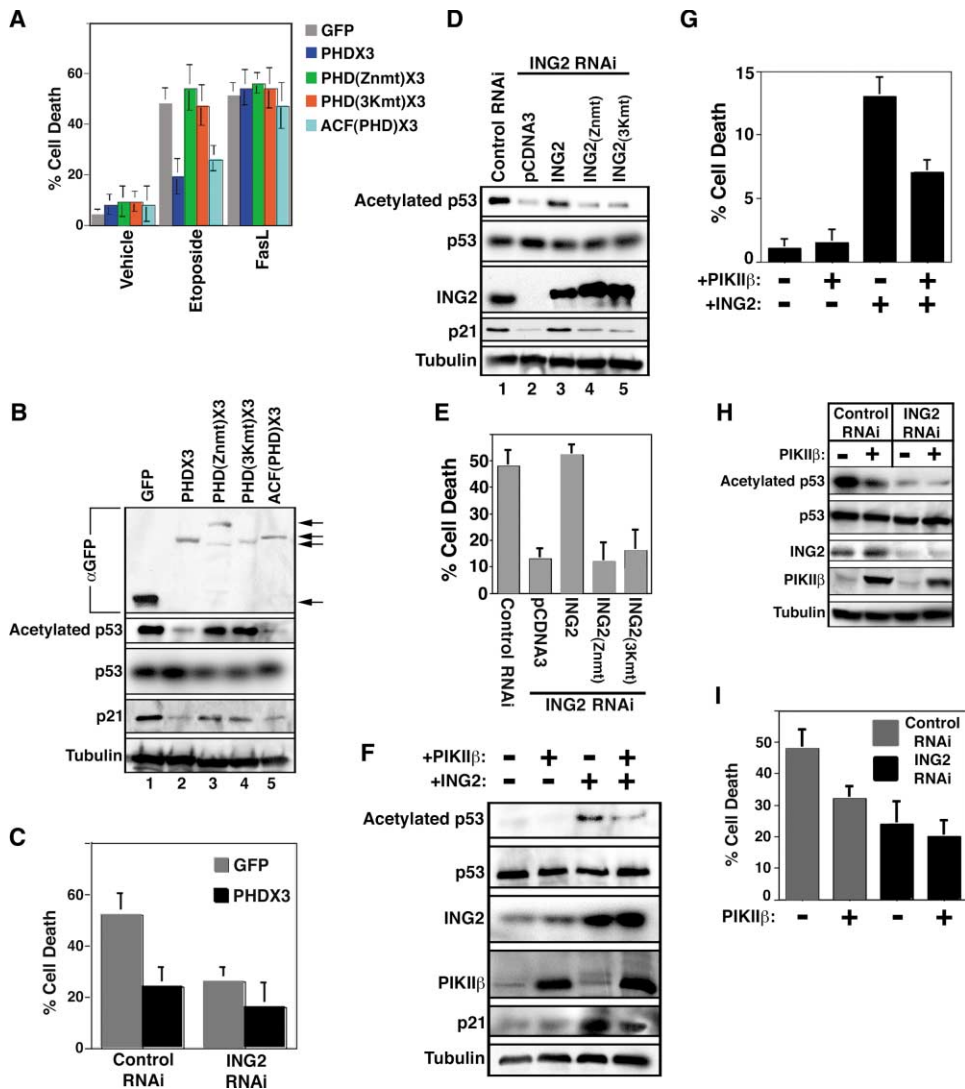 A
% Cell Death
60
40
20
0
Vehicle
Etoposide
FasL
GFP
PHDX3
PHD(Znmt)X3
PHD(3Kmt)X3
ACF(PHD)X3
B
GFP
PHDX3
PHD(Znmt)X3
PHD(3Kmt)X3
ACF(PHD)X3
αGFP
Acetylated p53
p53
p21
Tubulin
1 2 3 4 5
C
% Cell Death
60
40
20
0
GFP
PHDX3
Control RNAi
ING2 RNAi
D
ING2 RNAi
Control RNAi
pCDNA3
ING2
ING2(Znmt)
ING2(3Kmt)
Acetylated p53
p53
ING2
p21
Tubulin
1 2 3 4 5
E
% Cell Death
50
40
30
20
10
0
Control RNAi
pCDNA3
ING2
ING2(Znmt)
ING2(3Kmt)
ING2 RNAi
F
+PIKIIβ: - + - +
+ING2: - - + +
Acetylated p53
p53
ING2
PIKIIβ
p21
Tubulin
G
% Cell Death
15
10
5
0
+PIKIIβ: - + - +
+ING2: - - + +
H
Control RNAi
ING2 RNAi
PIKIIβ: - + - +
Acetylated p53
p53
ING2
PIKIIβ
Tubulin
I
% Cell Death
50
40
30
20
10
0
Control RNAi
ING2 RNAi
PIKIIβ: - + - +